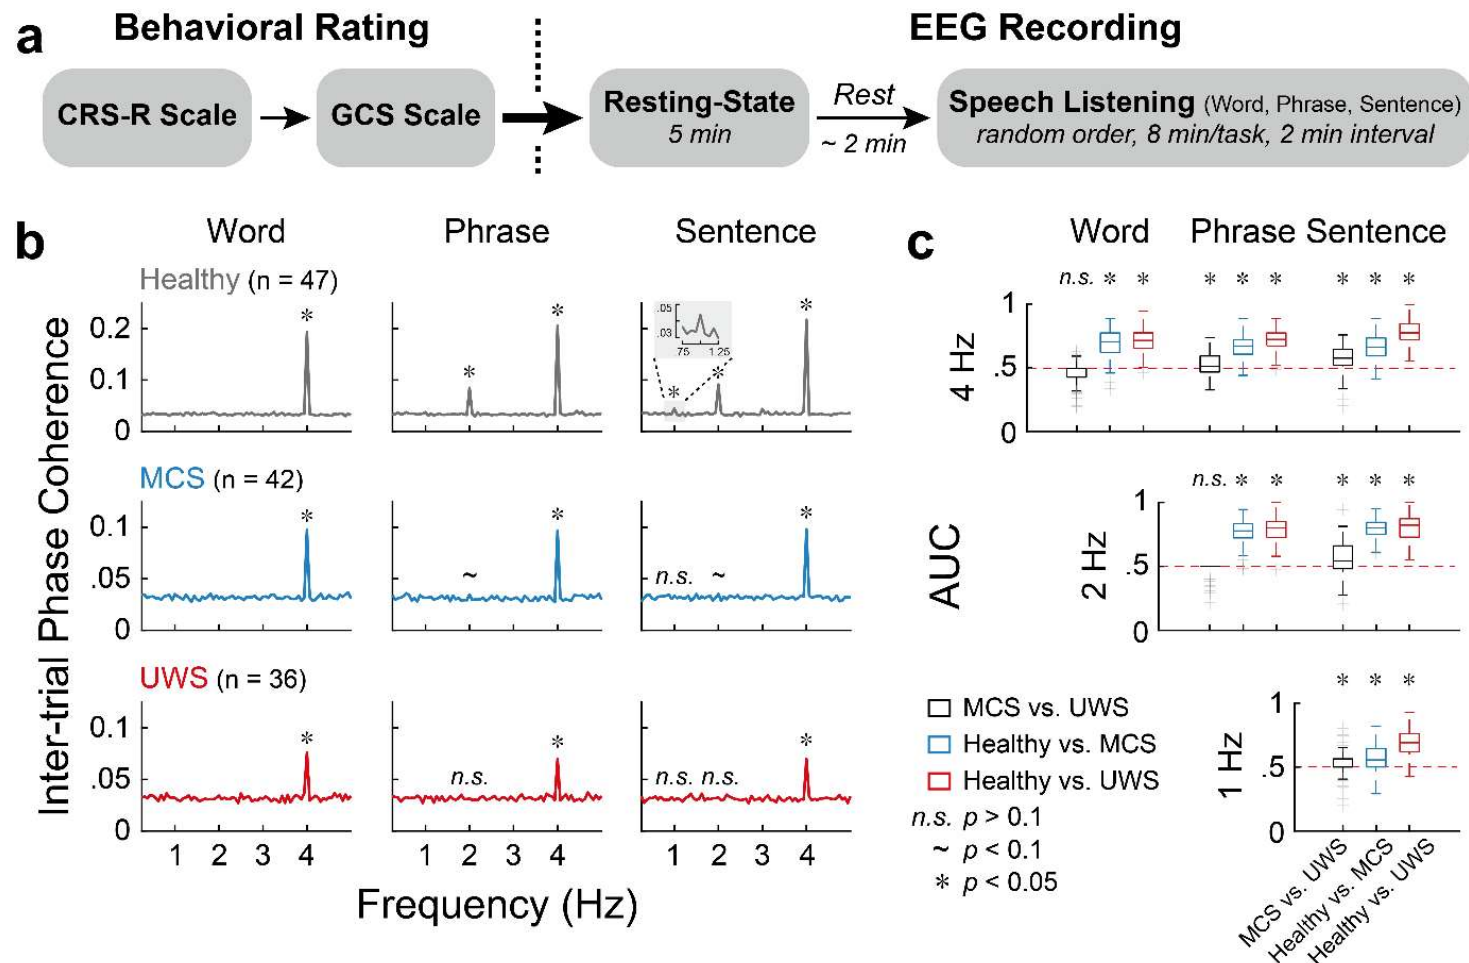 a
Behavioral Rating
EEG Recording
CRS-R Scale
GCS Scale
Resting-State
5 min
Rest
~ 2 min
Speech Listening (Word, Phrase, Sentence)
random order, 8 min/task, 2 min interval
b
Word
Phrase
Sentence
Inter-trial Phase Coherence
Healthy (n = 47)
0.2
0.1
0
*
* *
.05
.03
.75 1 1.25
* * *
MCS (n = 42)
0.1
.05
0
*
~ *
n.s. ~ *
UWS (n = 36)
0.1
.05
0
*
n.s. *
n.s. n.s. *
1 2 3 4
1 2 3 4
1 2 3 4
Frequency (Hz)
c
Word
Phrase
Sentence
AUC
n.s. * *
* * *
* * *
4 Hz
1
.5
0
n.s. * *
* * *
2 Hz
1
.5
0
* * *
1 Hz
1
.5
0
MCS vs. UWS
Healthy vs. MCS
Healthy vs. UWS
MCS vs. UWS
Healthy vs. MCS
Healthy vs. UWS
n.s. p > 0.1
~ p < 0.1
* p < 0.05